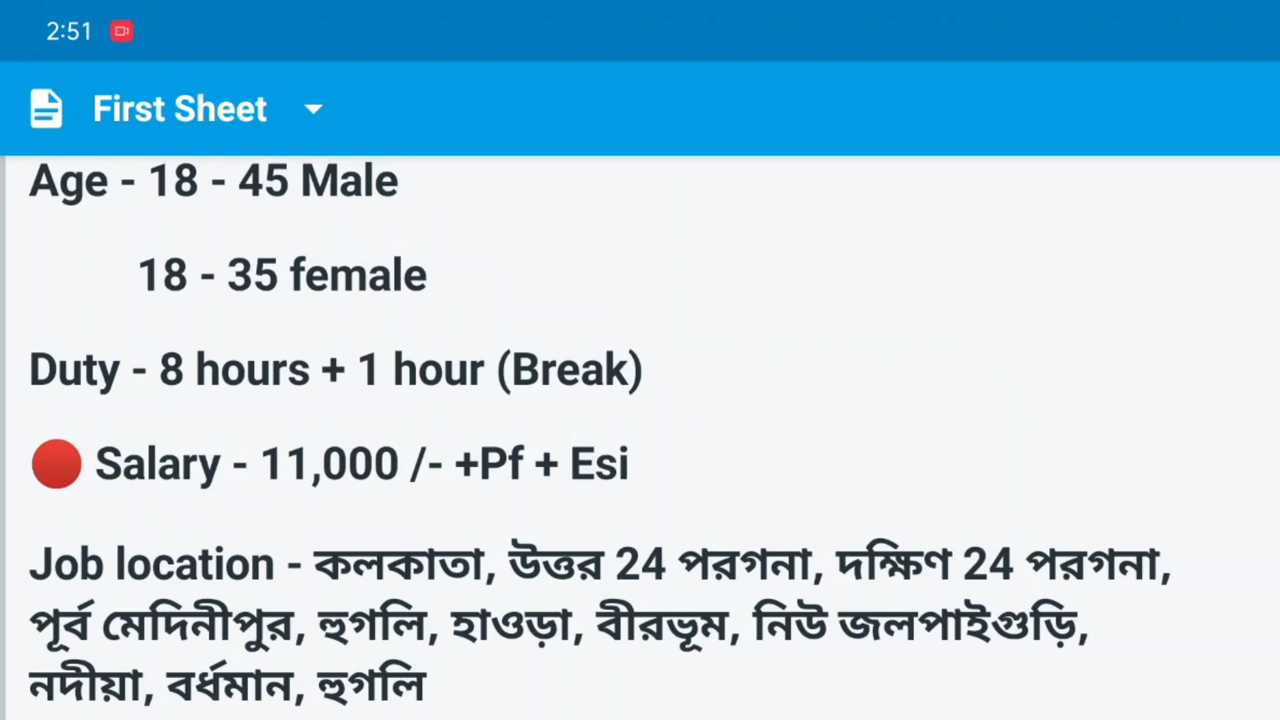 2:51
First Sheet
Age - 18 - 45 Male
18 - 35 female
Duty - 8 hours + 1 hour (Break)
Salary - 11,000 /- +Pf + Esi
Job location - কলকাতা, উত্তর 24 পরগনা, দক্ষিণ 24 পরগনা,
পূর্ব মেদিনীপুর, হুগলি, হাওড়া, বীরভূম, নিউ জলপাইগুড়ি,
নদীয়া, বর্ধমান, হুগলি